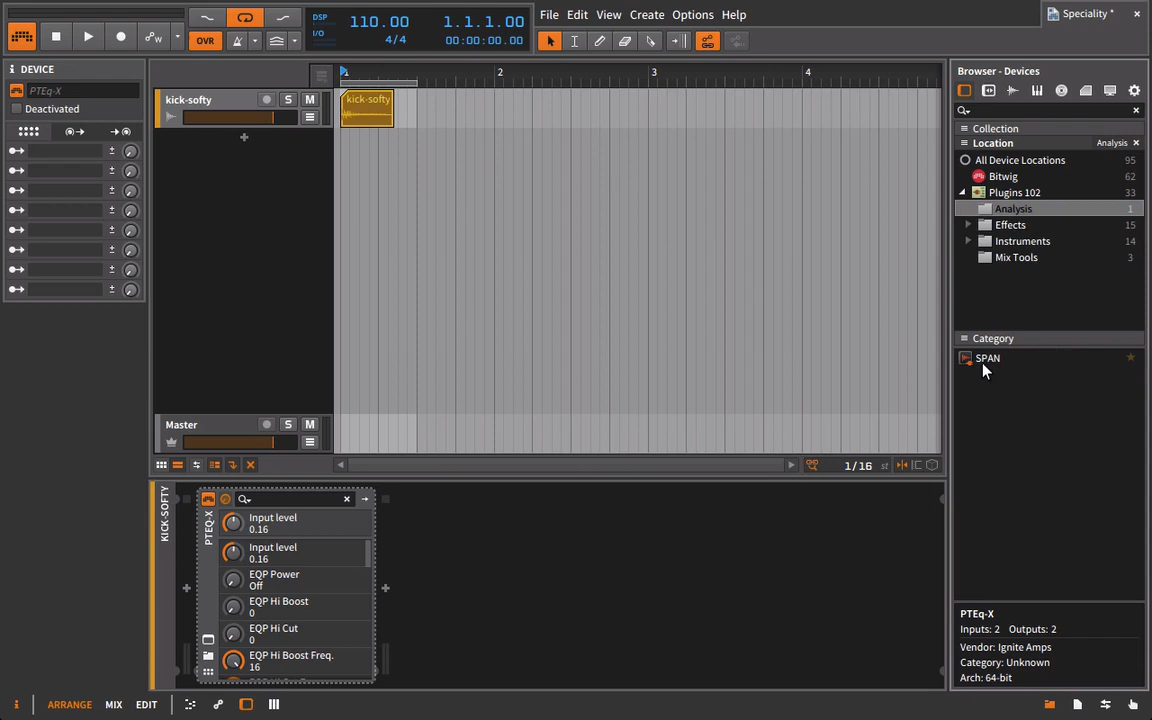 DSP
I/O
110.00
4/4
1.1.1.00
00:00:00.00
OVR
File Edit View Create Options Help
Speciality *
DEVICE
PTEq-X
Deactivated
kick-softy
S M
1 2 3 4
kick-softy
Master
S M
1/16 st
KICK-SOFTY
PTEQ-X
Input level
0.16
Input level
0.16
EQP Power
Off
EQP Hi Boost
0
EQP Hi Cut
0
EQP Hi Boost Freq.
16
Browser - Devices
Collection
Location Analysis
All Device Locations 95
Bitwig 62
Plugins 102 33
Analysis 1
Effects 15
Instruments 14
Mix Tools 3
Category
SPAN
PTEq-X
Inputs: 2 Outputs: 2
Vendor: Ignite Amps
Category: Unknown
Arch: 64-bit
i ARRANGE MIX EDIT